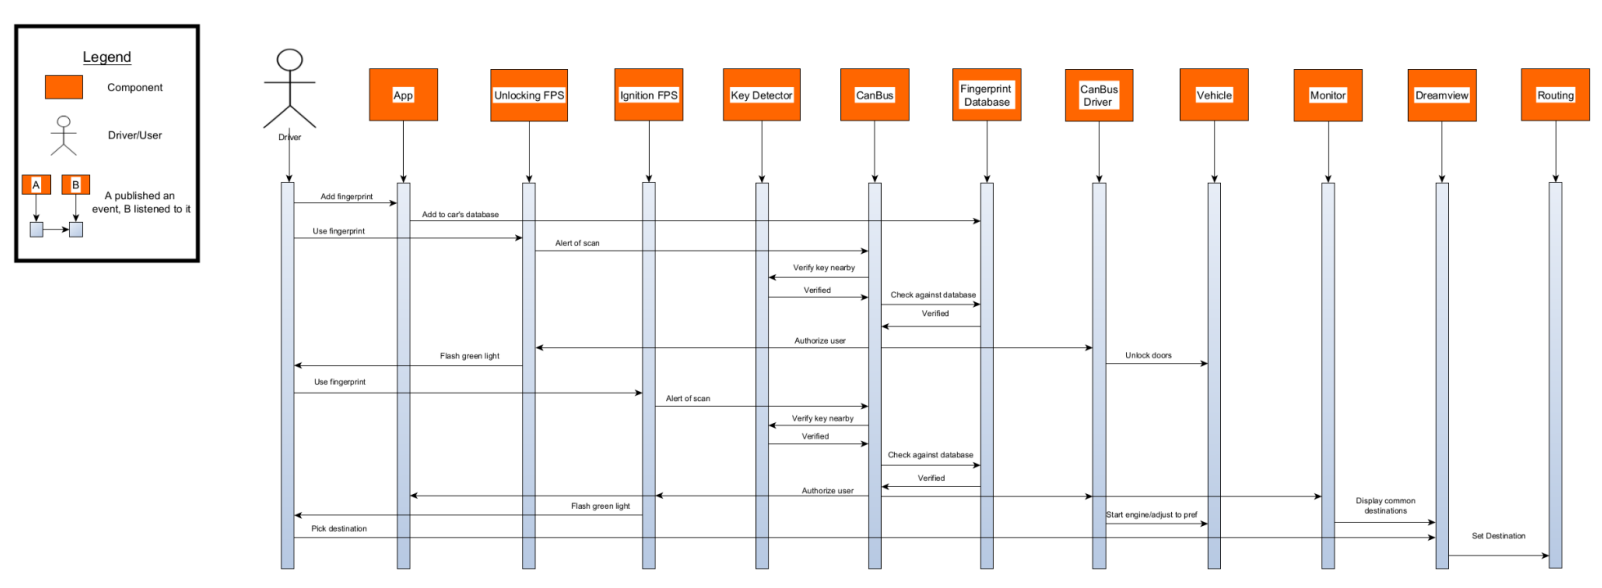 Legend
Component
Driver/User
A
B
A published an
event, B listened to it
Driver
App
Unlocking FPS
Ignition FPS
Key Detector
CanBus
Fingerprint
Database
CanBus
Driver
Vehicle
Monitor
Dreamview
Routing
Add fingerprint
Add to car's database
Use fingerprint
Alert of scan
Verify key nearby
Verified
Check against database
Verified
Authorize user
Flash green light
Unlock doors
Use fingerprint
Alert of scan
Verify key nearby
Verified
Check against database
Verified
Authorize user
Display common
destinations
Flash green light
Start engine/adjust to pref
Pick destination
Set Destination